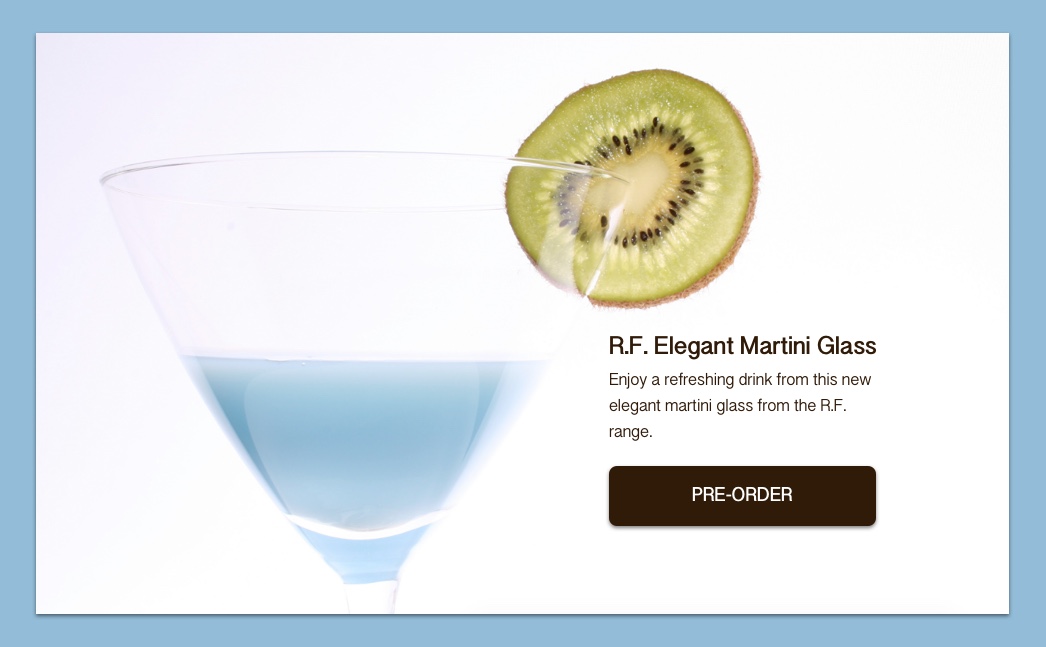 R.F. Elegant Martini Glass
Enjoy a refreshing drink from this new
elegant martini glass from the R.F.
range.
PRE-ORDER